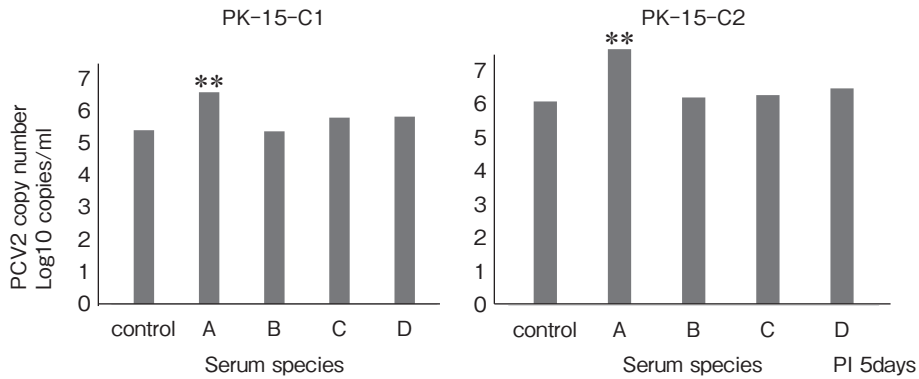 PK-15-C1
PCV2 copy number
Log10 copies/ml
7
6
5
4
3
2
1
0
**
control A B C D
Serum species
PK-15-C2
7
6
5
4
3
2
1
0
**
control A B C D
Serum species PI 5days